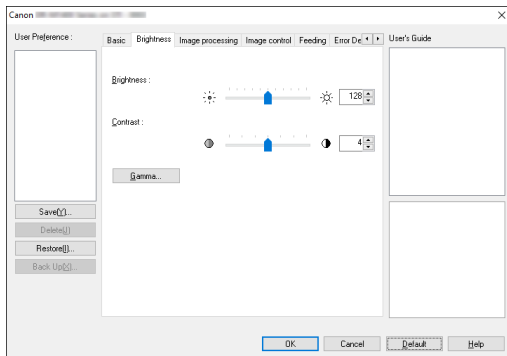 Canon
User Preference :
Basic Brightness Image processing Image control Feeding Error De
User's Guide
Brightness :
128
Contrast :
4
Gamma...
Save(Y)...
Delete(J)
Restore(I)...
Back Up(X)...
OK Cancel Default Help